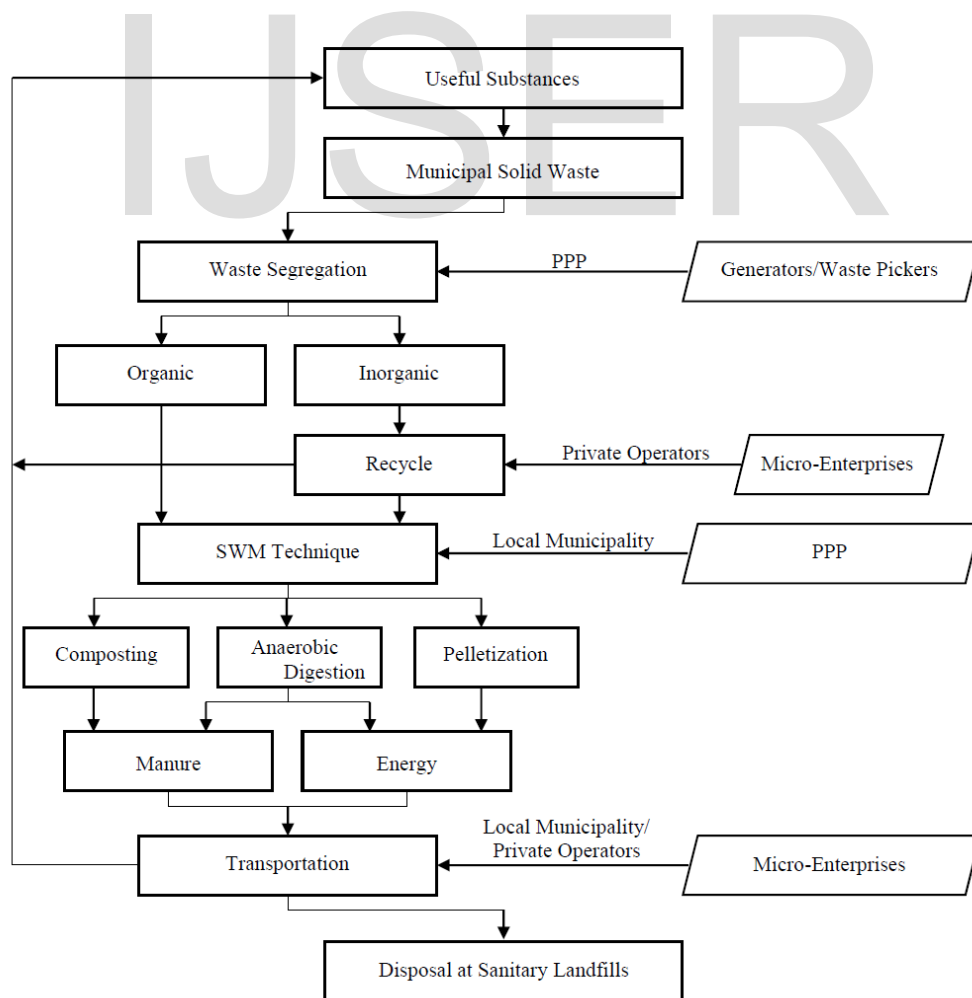 IJSER
Useful Substances
Municipal Solid Waste
Waste Segregation
PPP
Generators/Waste Pickers
Organic
Inorganic
Recycle
Private Operators
Micro-Enterprises
SWM Technique
Local Municipality
PPP
Composting
Anaerobic
Digestion
Pelletization
Manure
Energy
Transportation
Local Municipality/
Private Operators
Micro-Enterprises
Disposal at Sanitary Landfills